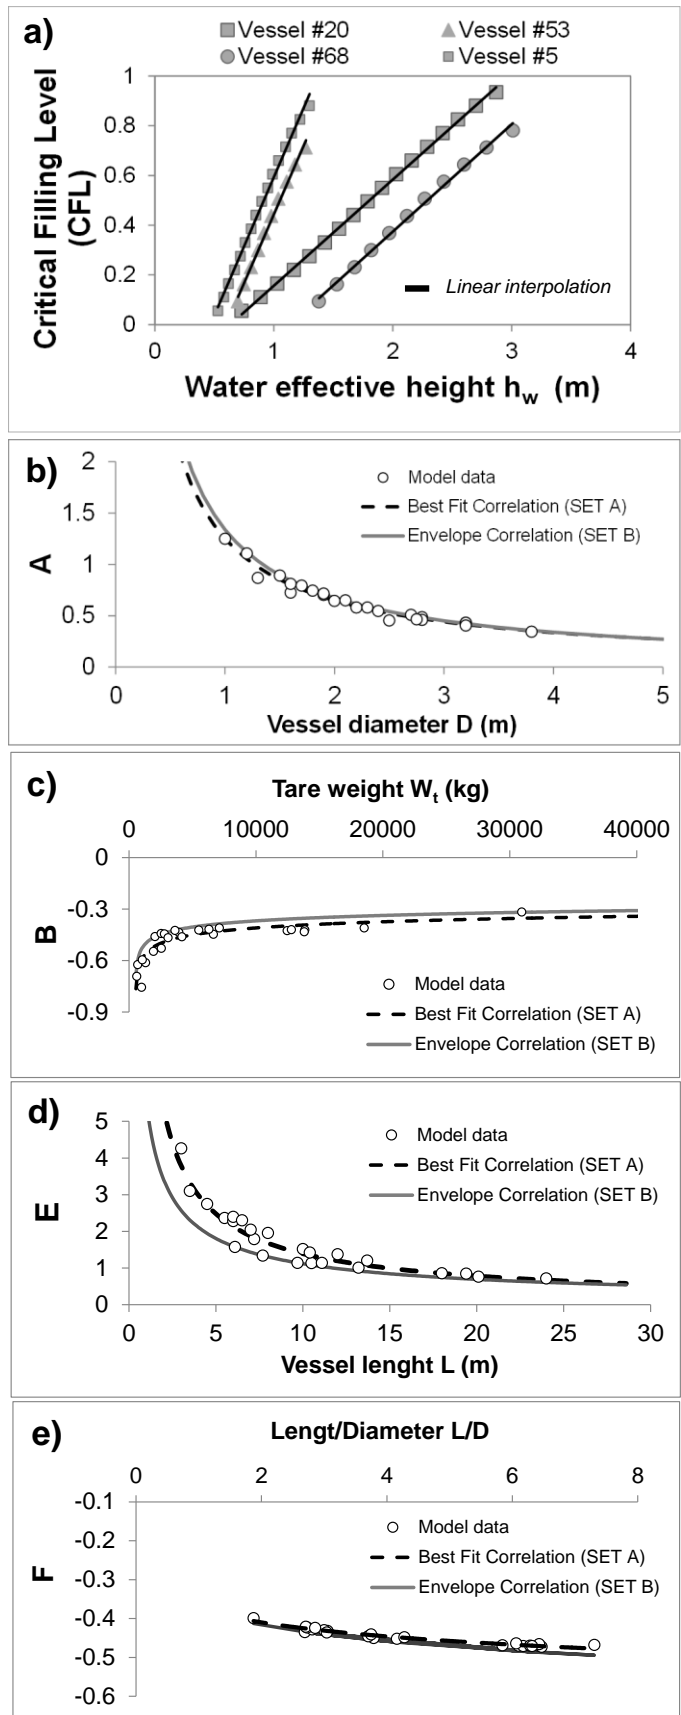 a)
Vessel #20 Vessel #53
Vessel #68 Vessel #5
Critical Filling Level
(CFL)
1
0.8
0.6
0.4
0.2
0
Linear interpolation
0 1 2 3 4
Water effective height hw (m)
b)
A
2
1.5
1
0.5
0
Model data
Best Fit Correlation (SET A)
Envelope Correlation (SET B)
0 1 2 3 4 5
Vessel diameter D (m)
c)
Tare weight Wt (kg)
0 10000 20000 30000 40000
B
0
-0.3
-0.6
-0.9
Model data
Best Fit Correlation (SET A)
Envelope Correlation (SET B)
d)
E
5
4
3
2
1
0
Model data
Best Fit Correlation (SET A)
Envelope Correlation (SET B)
0 5 10 15 20 25 30
Vessel lenght L (m)
e)
Lengt/Diameter L/D
0 2 4 6 8
F
-0.1
-0.2
-0.3
-0.4
-0.5
-0.6
Model data
Best Fit Correlation (SET A)
Envelope Correlation (SET B)